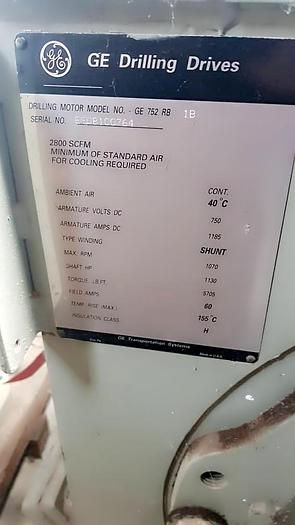 GE Drilling Drives
DRILLING MOTOR MODEL NO. - GE 752 RB 1B
SERIAL NO.
2800 SCFM
MINIMUM OF STANDARD AIR
FOR COOLING REQUIRED
CONT.
AMBIENT AIR 40°C
ARMATURE VOLTS DC 750
ARMATURE AMPS DC 1185
TYPE WINDING SHUNT
MAX. RPM 1070
SHAFT HP 1130
TORQUE LB.FT. 5705
FIELD AMPS 60
TEMP. RISE (MAX.) 155°C
INSULATION CLASS H
GE Transportation Systems
Made in U.S.A.